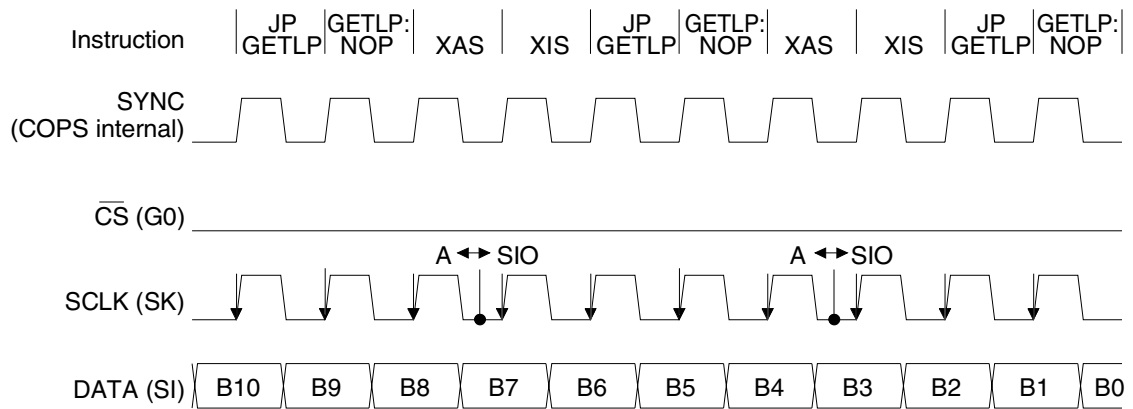 Instruction JP GETLP GETLP: NOP XAS XIS JP GETLP GETLP: NOP XAS XIS JP GETLP GETLP: NOP
SYNC
(COPS internal)
CS (G0)
A SIO A SIO
SCLK (SK)
DATA (SI) B10 B9 B8 B7 B6 B5 B4 B3 B2 B1 B0